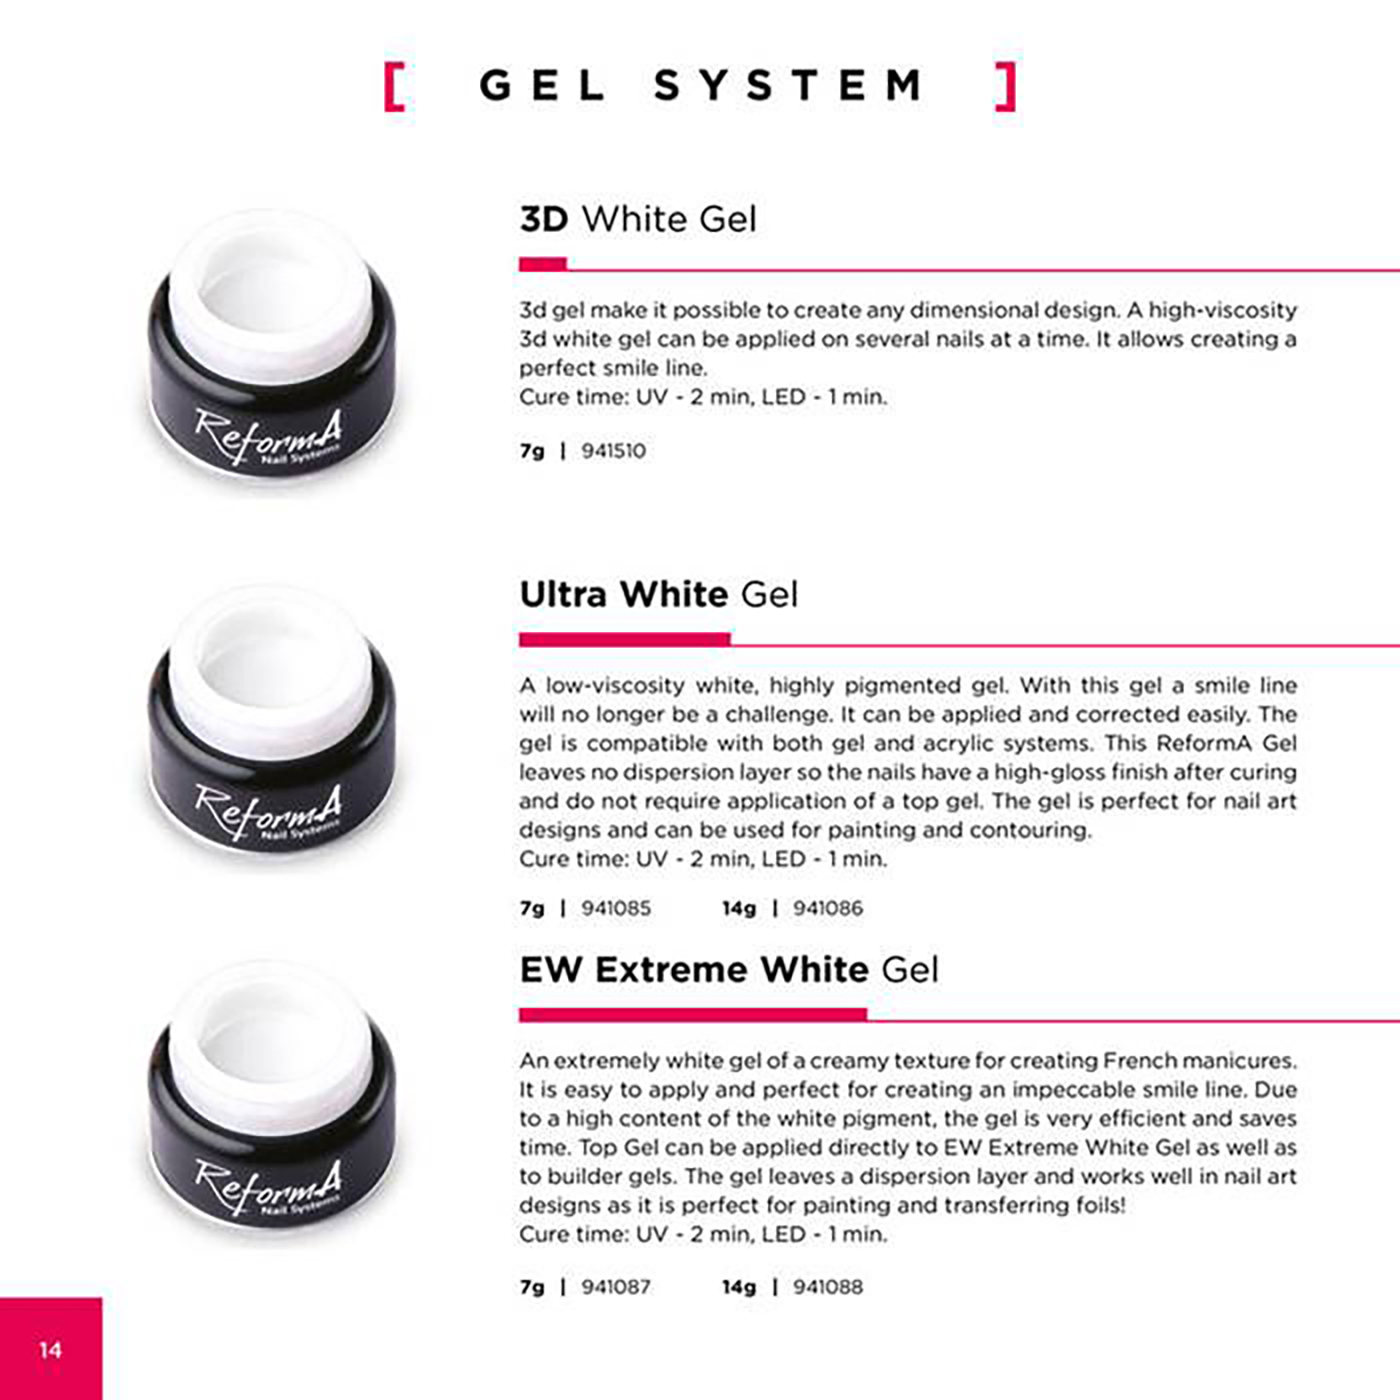 [ GEL SYSTEM ]
3D White Gel
3d gel make it possible to create any dimensional design. A high-viscosity
3d white gel can be applied on several nails at a time. It allows creating a
perfect smile line.
Cure time: UV - 2 min, LED - 1 min.
7g | 941510
ReformA
Nail Systems
Ultra White Gel
A low-viscosity white, highly pigmented gel. With this gel a smile line
will no longer be a challenge. It can be applied and corrected easily. The
gel is compatible with both gel and acrylic systems. This ReformA Gel
leaves no dispersion layer so the nails have a high-gloss finish after curing
and do not require application of a top gel. The gel is perfect for nail art
designs and can be used for painting and contouring.
Cure time: UV - 2 min, LED - 1 min.
7g | 941085 14g | 941086
ReformA
Nail Systems
EW Extreme White Gel
An extremely white gel of a creamy texture for creating French manicures.
It is easy to apply and perfect for creating an impeccable smile line. Due
to a high content of the white pigment, the gel is very efficient and saves
time. Top Gel can be applied directly to EW Extreme White Gel as well as
to builder gels. The gel leaves a dispersion layer and works well in nail art
designs as it is perfect for painting and transferring foils!
Cure time: UV - 2 min, LED - 1 min.
7g | 941087 14g | 941088
ReformA
Nail Systems
14